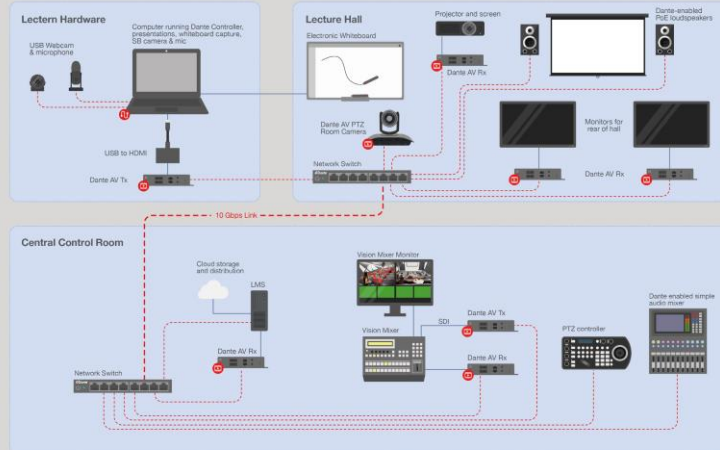 Lectern Hardware
Computer running Dante Controller,
presentations, whiteboard capture,
SB camera & mic
USB Webcam
& microphone
USB to HDMI
Dante AV Tx
Lecture Hall
Electronic Whiteboard
Projector and screen
Dante AV Rx
Dante-enabled
PoE loudspeakers
Dante AV PTZ
Room Camera
Network Switch
Monitors for
rear of hall
Dante AV Rx
10 Gbps Link
Central Control Room
Cloud storage
and distribution
LMS
Dante AV Rx
Network Switch
Vision Mixer Monitor
Vision Mixer
SDI
Dante AV Tx
Dante AV Rx
PTZ controller
Dante enabled simple
audio mixer